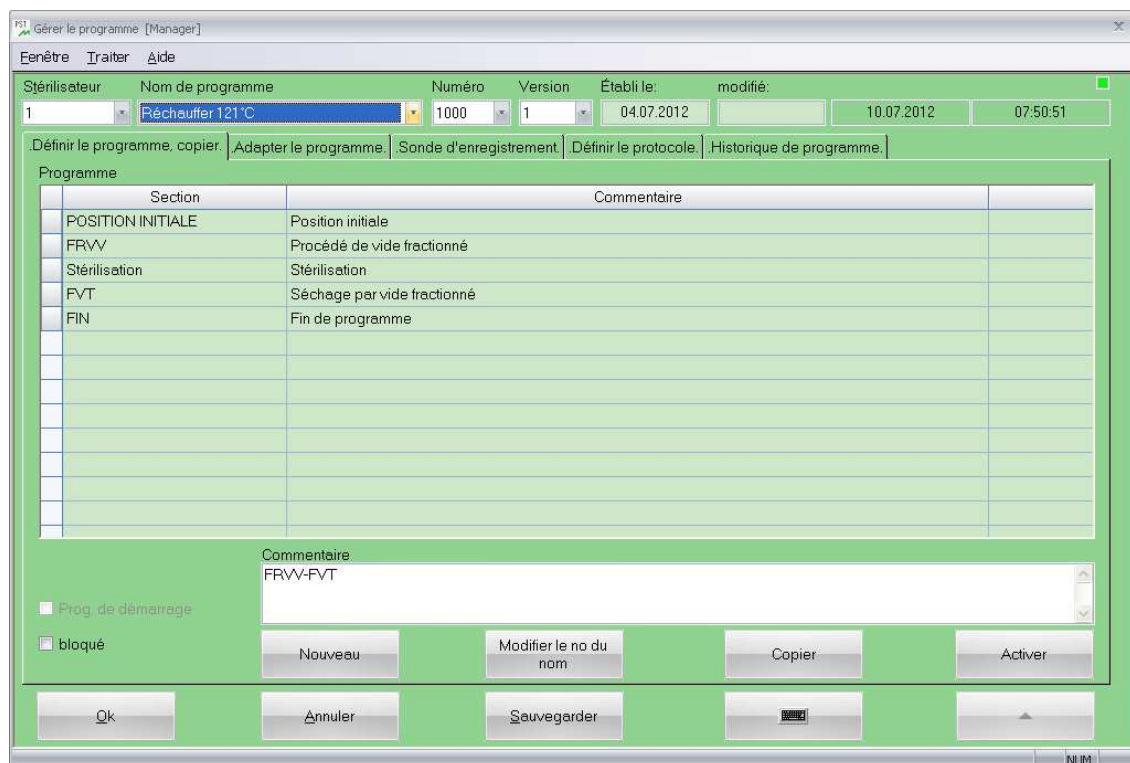 PST Gérer le programme [Manager]
Fenêtre Traiter Aide
Stérilisateur Nom de programme Numéro Version Établi le: modifié:
1 Réchauffer 121°C 1000 1 04.07.2012 10.07.2012 07:50:51
.Définir le programme, copier. .Adapter le programme. .Sonde d'enregistrement. .Définir le protocole. .Historique de programme.
Programme
Section Commentaire
POSITION INITIALE Position initiale
FRVV Procédé de vide fractionné
Stérilisation Stérilisation
FVT Séchage par vide fractionné
FIN Fin de programme
Commentaire
FRVV-FVT
Prog. de démarrage
bloqué
Nouveau Modifier le no du nom Copier Activer
Ok Annuler Sauvegarder
NUM